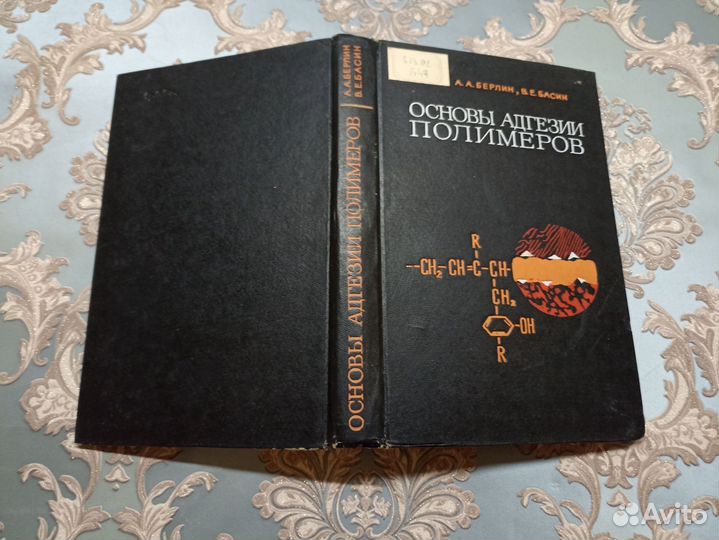 А. А. БЕРЛИН, В. Е. БАСИН
ОСНОВЫ АДГЕЗИИ
ПОЛИМЕРОВ
R
--CH₂-CH=C-CH-
CH₂
-OH
R
А. А. БЕРЛИН
В. Е. БАСИН
ОСНОВЫ АДГЕЗИИ ПОЛИМЕРОВ
Avito